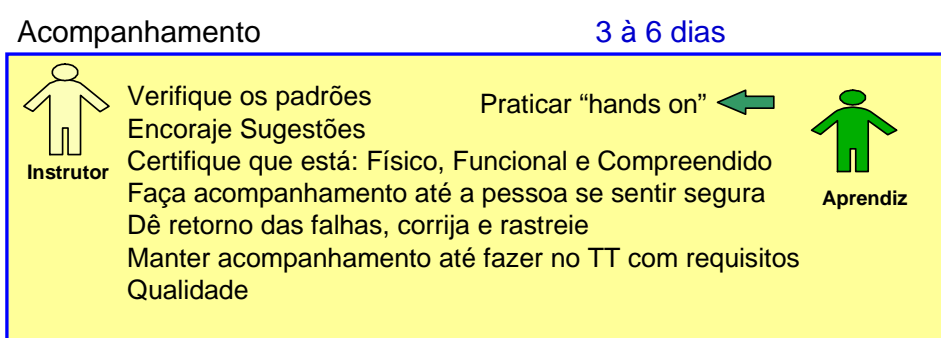 Acompanhamento 3 à 6 dias
Verifique os padrões Praticar “hands on”
Encoraje Sugestões
Certifique que está: Físico, Funcional e Compreendido
Instrutor
Faça acompanhamento até a pessoa se sentir segura
Aprendiz
Dê retorno das falhas, corrija e rastreie
Manter acompanhamento até fazer no TT com requisitos
Qualidade